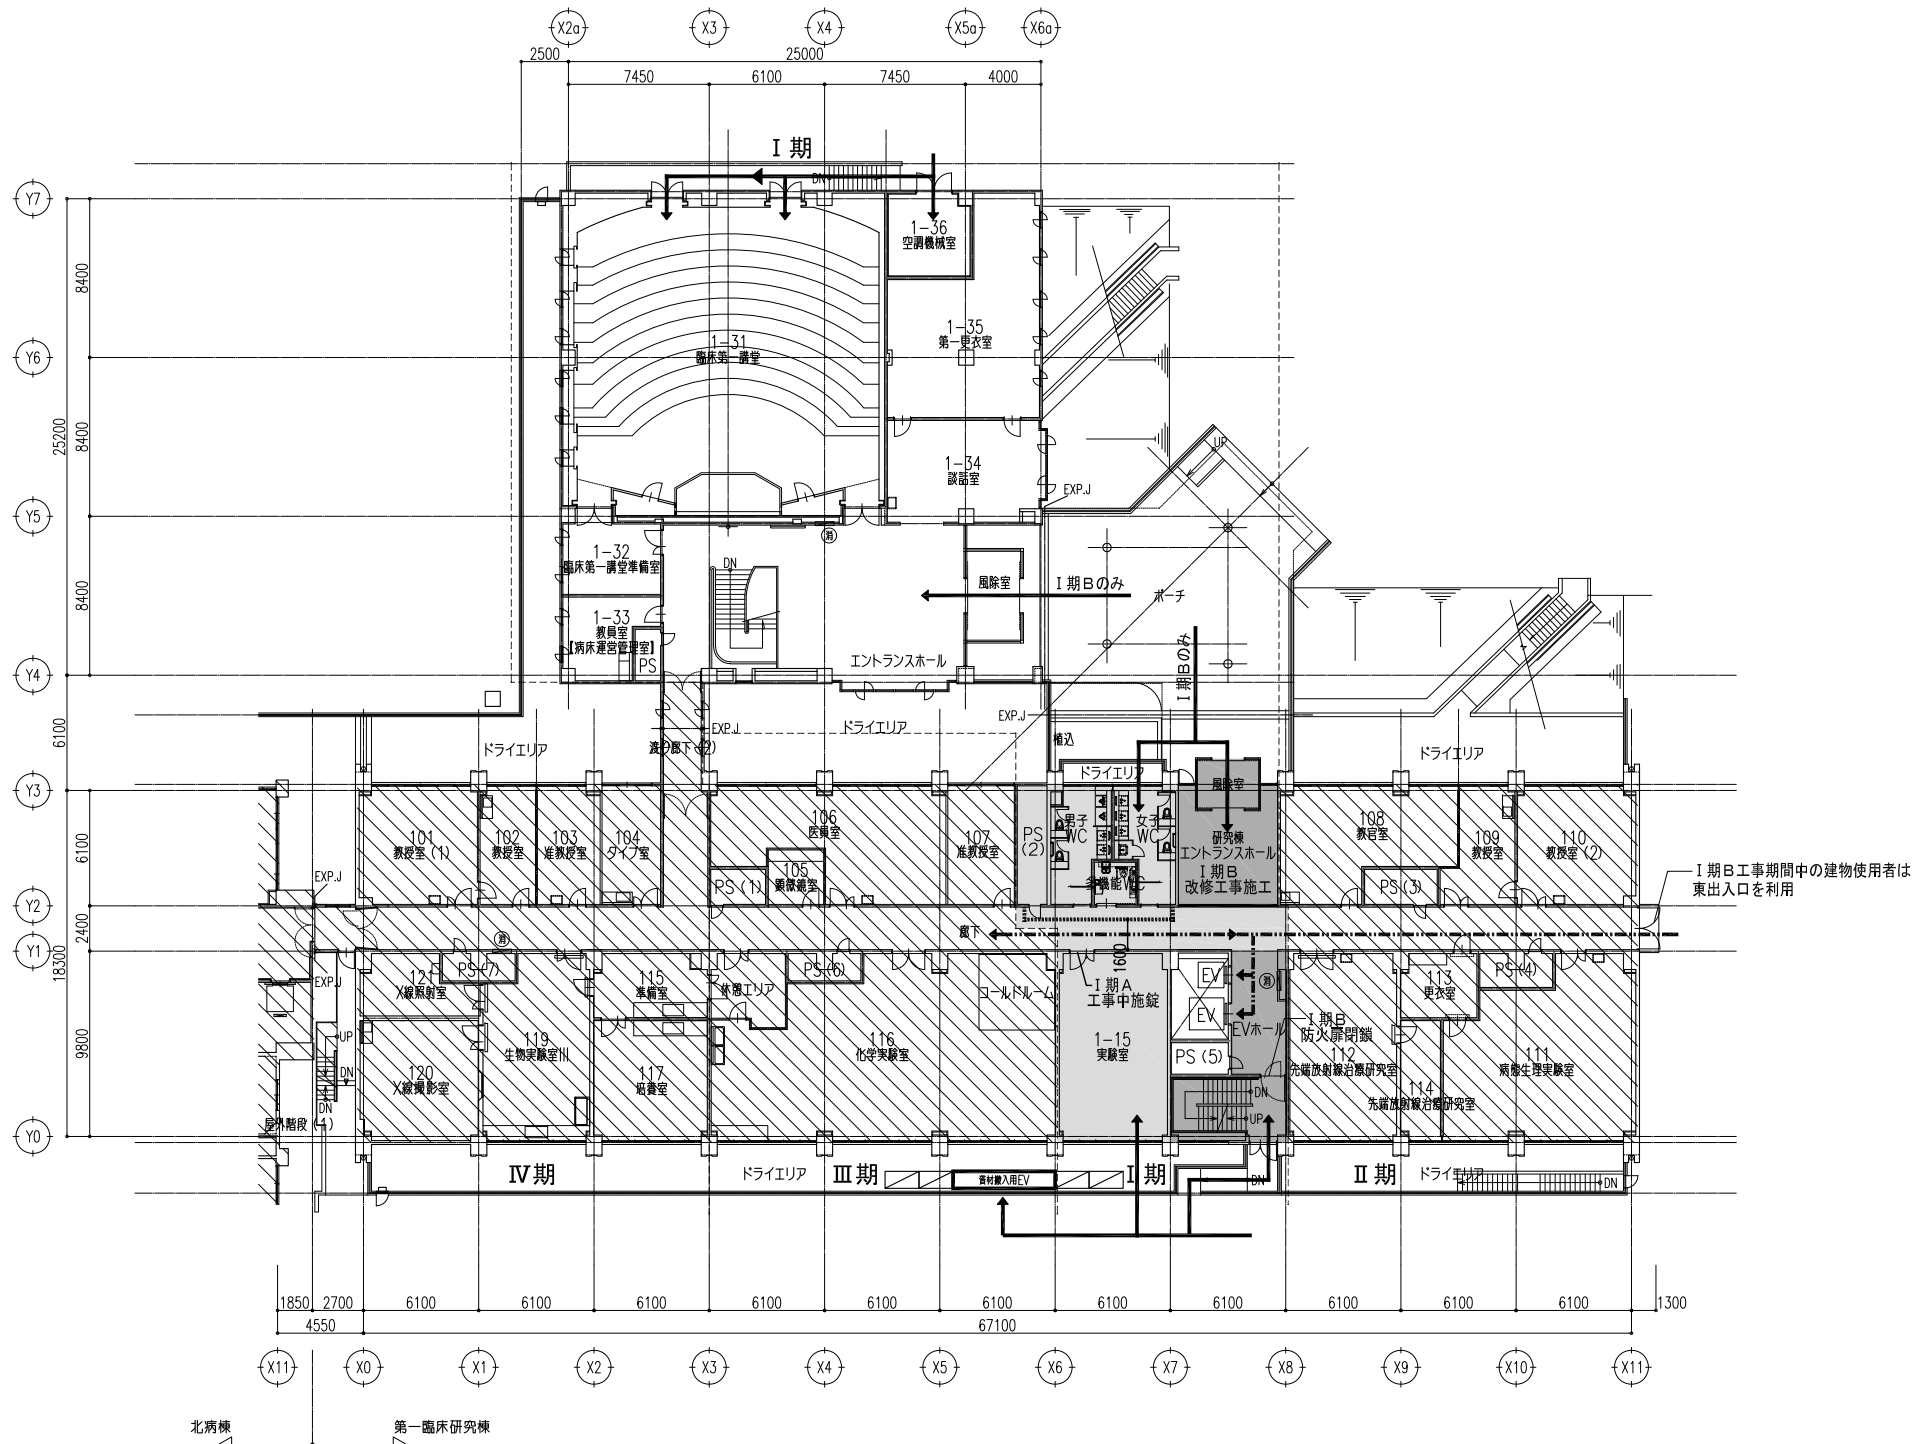 X2a X3 X4 X5a X6a
2500 25000
7450 6100 7450 4000
Ⅰ期
DN
Y7
1-36
空調機械室
8400
1-35
第一更衣室
1-31
臨床第一講堂
Y6
25200
8400
UP
1-34
談話室
EXP.J
Y5
消
1-32
臨床第一講堂準備室
DN
風除室
Ⅰ期Bのみ
ポーチ
8400
1-33
教員室
【病床運営管理室】
PS
エントランスホール
Ⅰ期Bのみ
Y4
EXP.J
6100
ドライエリア
渡り廊下(2)
EXP.J
ドライエリア
植込
ドライエリア
ドライエリア
風除室
Y3
101
教授室(1)
102
教授室
103
准教授室
104
タイプ室
106
医員室
105
顕微鏡室
PS(1)
107
准教授室
PS
(2)
男子
WC
女子
WC
多機能WC
研究棟
エントランスホール
Ⅰ期B
改修工事施工
108
教官室
PS(3)
109
教授室
110
教授室(2)
6100
EXP.J
Ⅰ期B工事期間中の建物使用者は
東出入口を利用
Y2
2400
18300
消
廊下
1600
Y1
EXP.J
121
X線照射室
PS(7)
115
準備室
休憩エリア
PS(6)
コールドルーム
Ⅰ期A
工事中施錠
EV
EV
消
EVホール
Ⅰ期B
防火扉閉鎖
113
更衣室
PS(4)
9800
UP
DN
DN
119
生物実験室III
120
X線撮影室
117
培養室
116
化学実験室
1-15
実験室
PS(5)
DN
UP
112
先端放射線治療研究室
114
先端放射線治療研究室
111
病態生理実験室
屋外階段(1)
Y0
Ⅳ期
ドライエリア
Ⅲ期
資材搬入用EV
Ⅰ期
DN
Ⅱ期
ドライエリア
DN
1850 2700 6100 6100 6100 6100 6100 6100 6100 6100 6100 6100 6100 1300
4550 67100
X11 X0 X1 X2 X3 X4 X5 X6 X7 X8 X9 X10 X11
北病棟 第一臨床研究棟